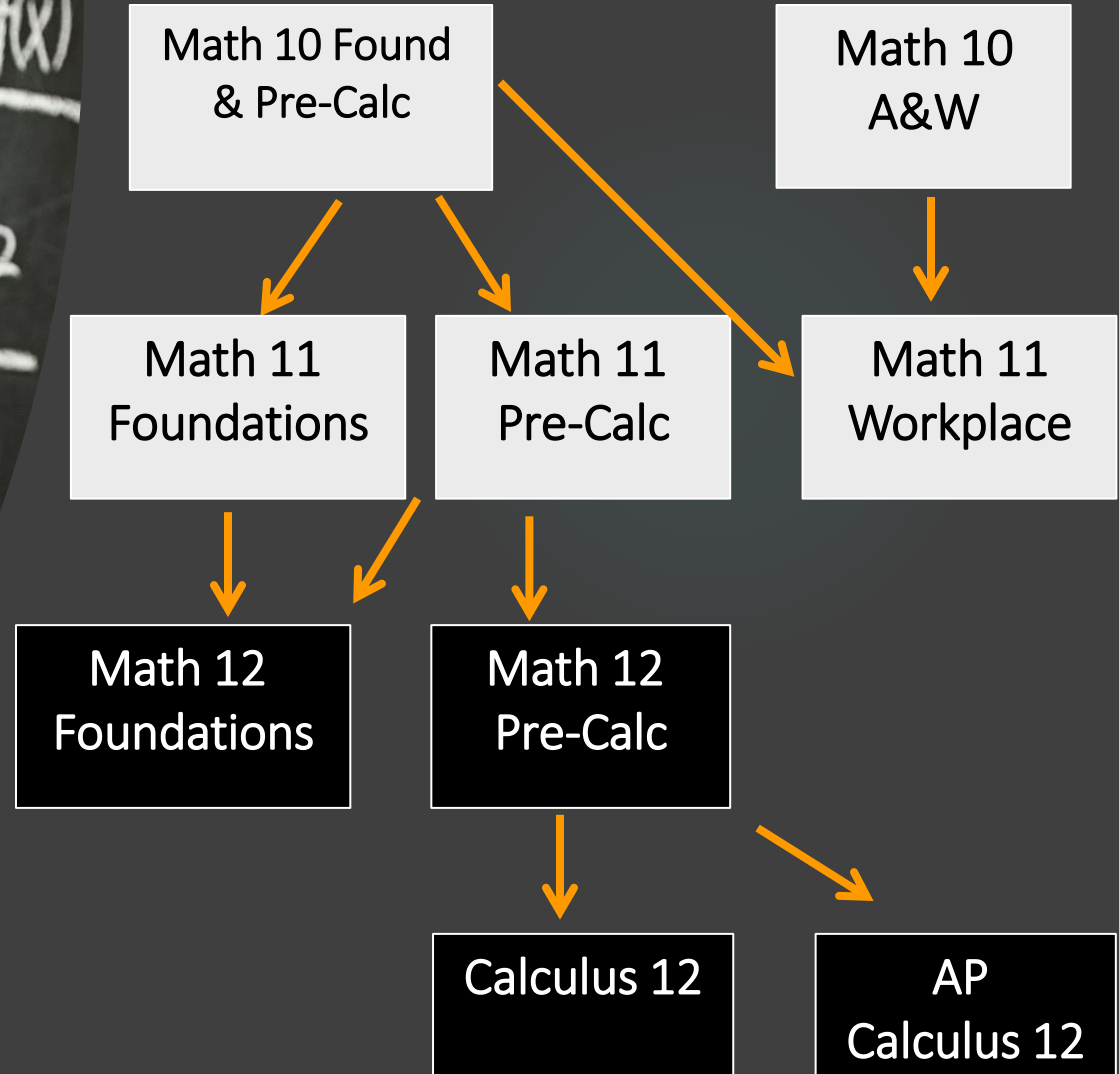 Math 10 Found
& Pre-Calc
Math 10
A&W
Math 11
Foundations
Math 11
Pre-Calc
Math 11
Workplace
Math 12
Foundations
Math 12
Pre-Calc
Calculus 12
AP
Calculus 12